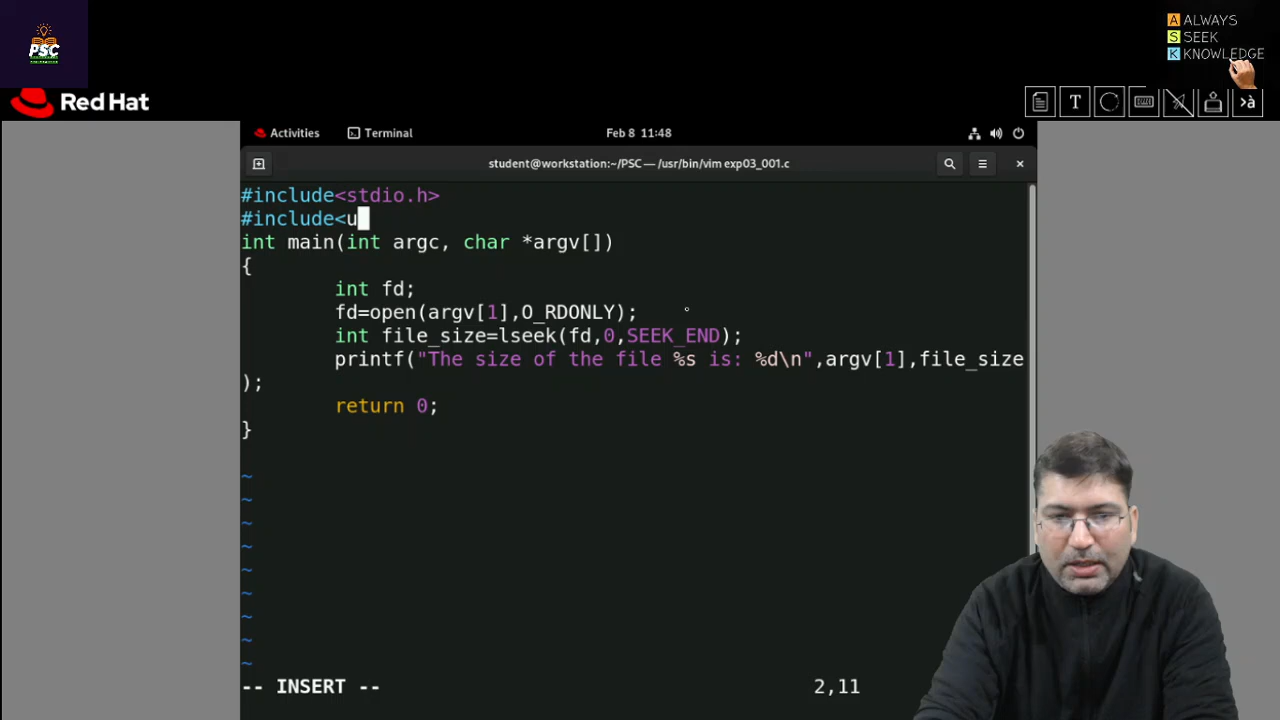 PSC
A ALWAYS
S SEEK
K KNOWLEDGE
Red Hat
T
>à
Activities
Terminal
Feb 8 11:48
student@workstation:~/PSC — /usr/bin/vim exp03_001.c
#include<stdio.h>
#include<u
int main(int argc, char *argv[])
{
int fd;
fd=open(argv[1],O_RDONLY);
int file_size=lseek(fd,0,SEEK_END);
printf("The size of the file %s is: %d\n",argv[1],file_size
);
return 0;
}
~
~
~
~
~
~
~
~
~
-- INSERT --
2,11